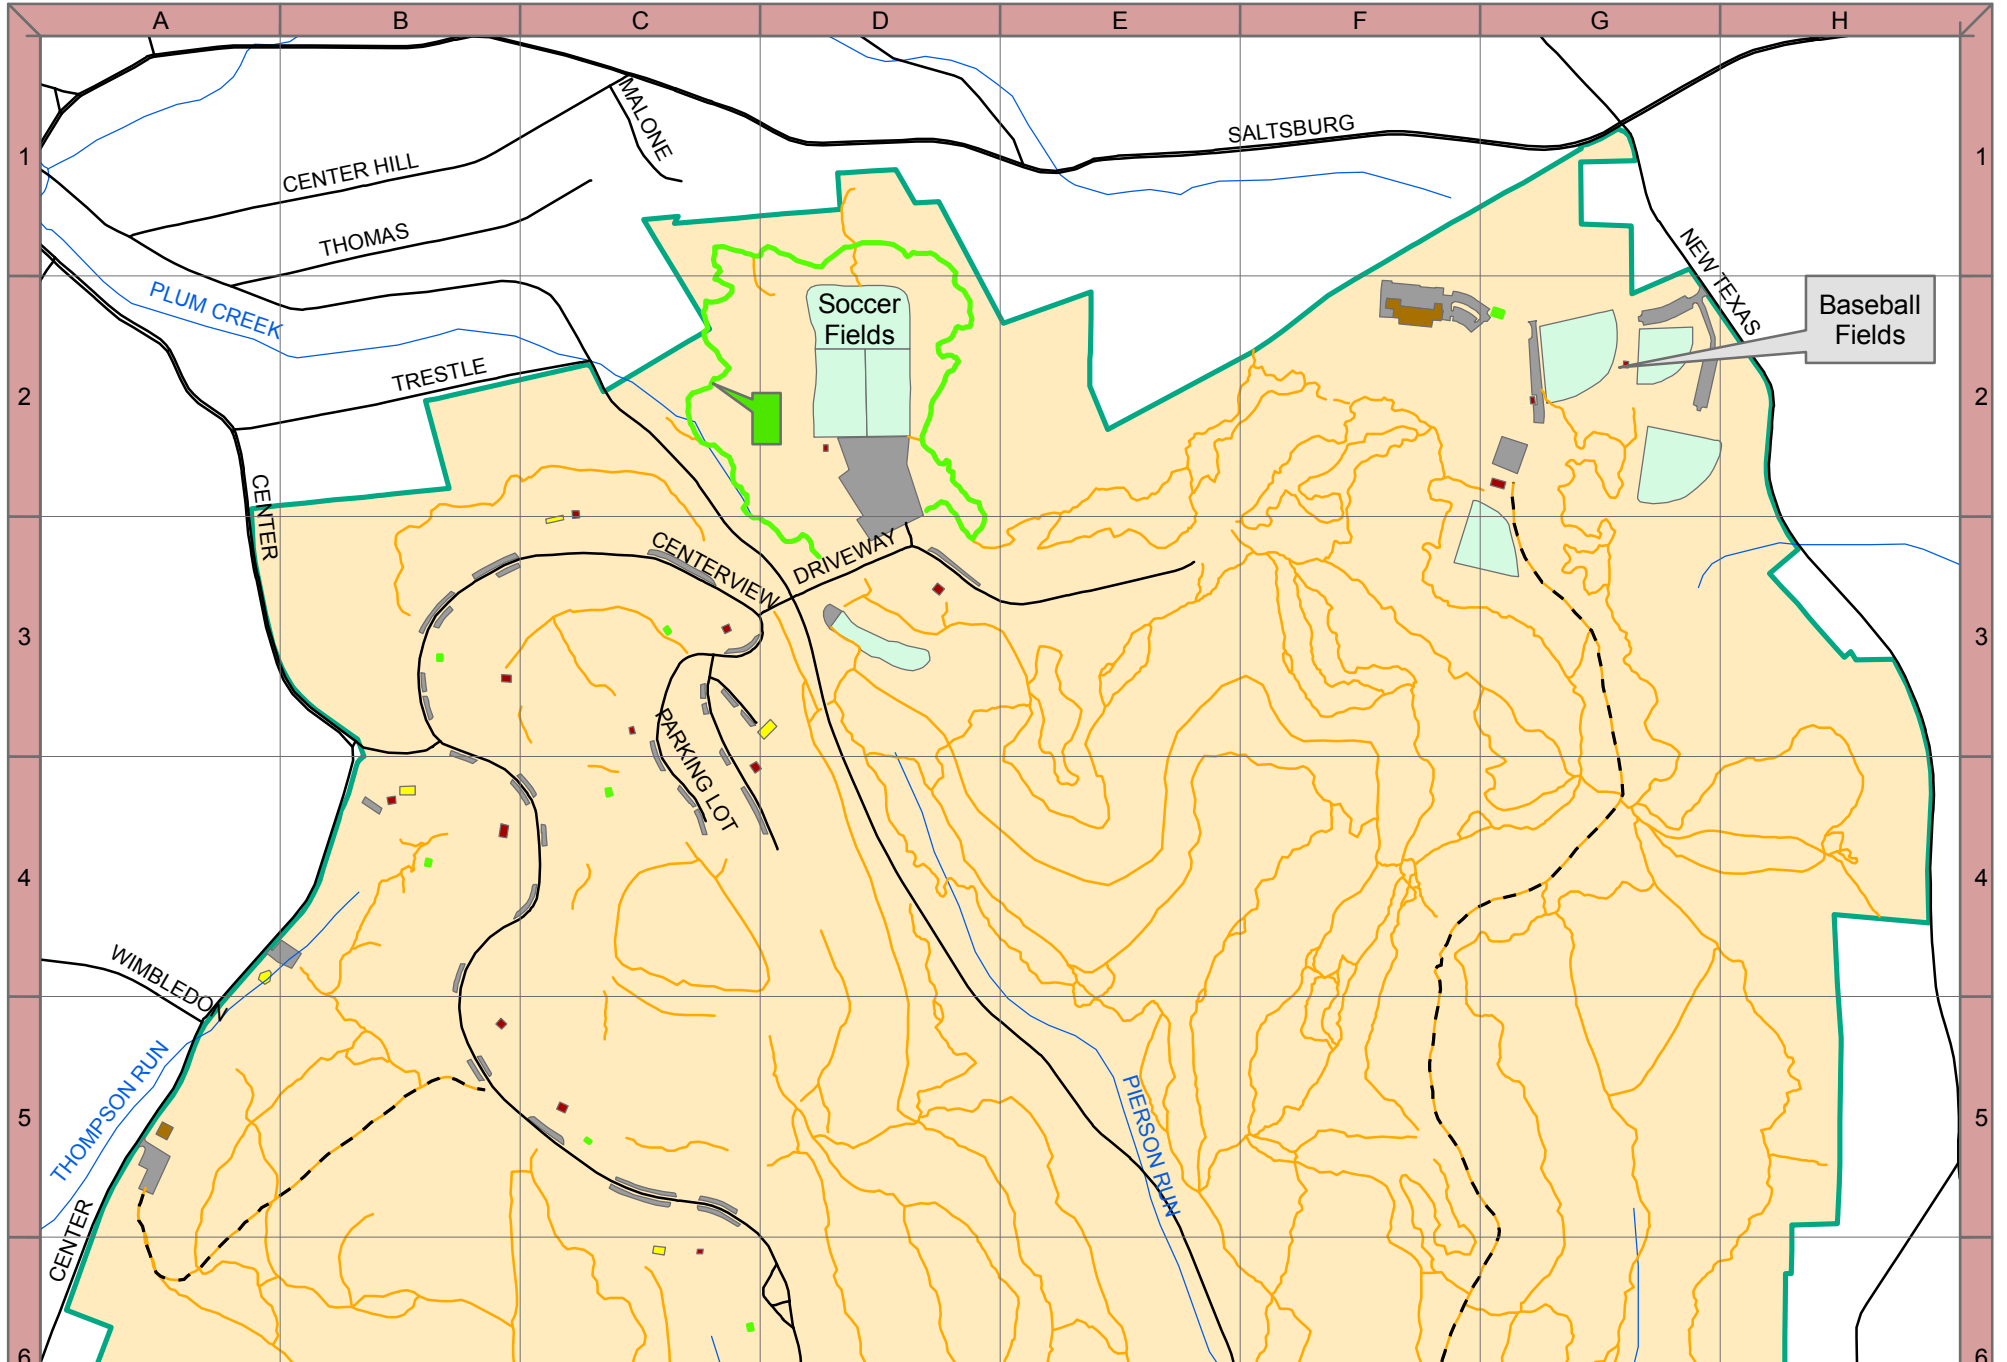 A B C D E F G H
MALONE
SALTSBURG
1 1
CENTER HILL
THOMAS
NEW TEXAS
PLUM CREEK
Soccer
Fields
Baseball
Fields
TRESTLE
2 2
CENTER
CENTERVIEW
DRIVEWAY
3 3
PARKING LOT
4 4
WIMBLEDON
THOMPSON RUN
PIERSON RUN
5 5
CENTER
6 6